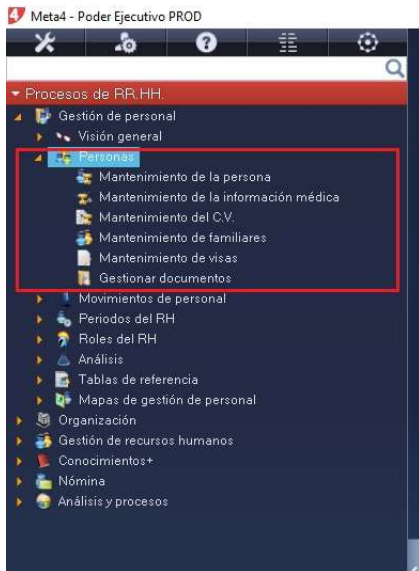 Meta4 - Poder Ejecutivo PROD
Procesos de RR.HH.
Gestión de personal
Visión general
Personas
Mantenimiento de la persona
Mantenimiento de la información médica
Mantenimiento del C.V.
Mantenimiento de familiares
Mantenimiento de visas
Gestionar documentos
Movimientos de personal
Periodos del RH
Roles del RH
Análisis
Tablas de referencia
Mapas de gestión de personal
Organización
Gestión de recursos humanos
Conocimientos+
Nómina
Análisis y procesos